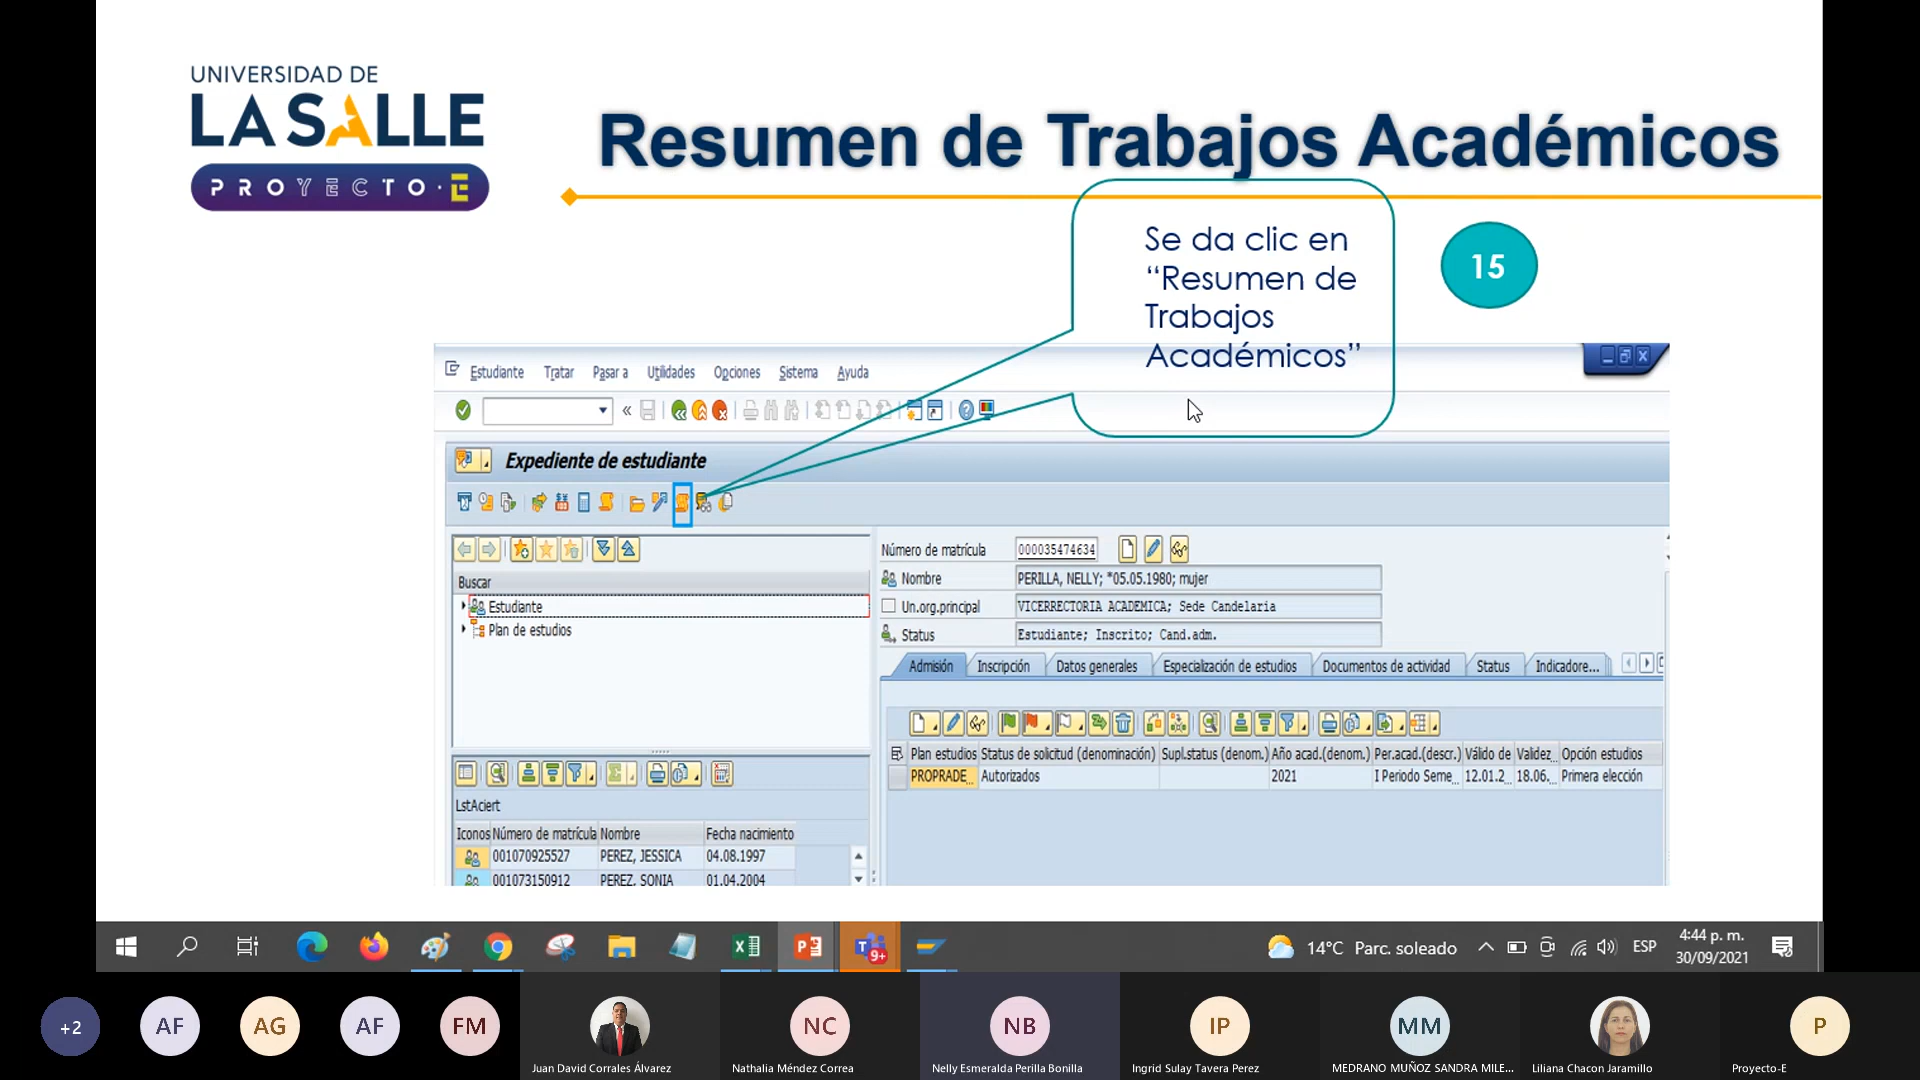 UNIVERSIDAD DE
LA SALLE
PROYECTO·E
Resumen de Trabajos Académicos
Se da clic en
“Resumen de
Trabajos
Académicos”
15
Estudiante Tratar Pasar a Utilidades Opciones Sistema Ayuda
Expediente de estudiante
Buscar
Estudiante
Plan de estudios
LstAciert
Iconos Número de matrícula Nombre Fecha nacimiento
001070925527 PEREZ, JESSICA 04.08.1997
001073150912 PEREZ, SONIA 01.04.2004
Número de matrícula 000035474634
Nombre PERILLA, NELLY; *05.05.1980; mujer
Un.org.principal VICERRECTORIA ACADEMICA; Sede Candelaria
Status Estudiante; Inscrito; Cand.adm.
Admisión Inscripción Datos generales Especialización de estudios Documentos de actividad Status Indicadore...
Plan estudios Status de solicitud (denominación) Supl.status (denom.) Año acad.(denom.) Per.acad.(descr.) Válido de Validez... Opción estudios
PROPRADE... Autorizados 2021 I Periodo Seme... 12.01.2... 18.06.... Primera elección
14°C Parc. soleado ESP 4:44 p. m.
30/09/2021
9+
+2 AF AG AF FM NC NB IP MM P
Juan David Corrales Álvarez Nathalia Méndez Correa Nelly Esmeralda Perilla Bonilla Ingrid Sulay Tavera Perez MEDRANO MUÑOZ SANDRA MILE... Liliana Chacon Jaramillo Proyecto-E